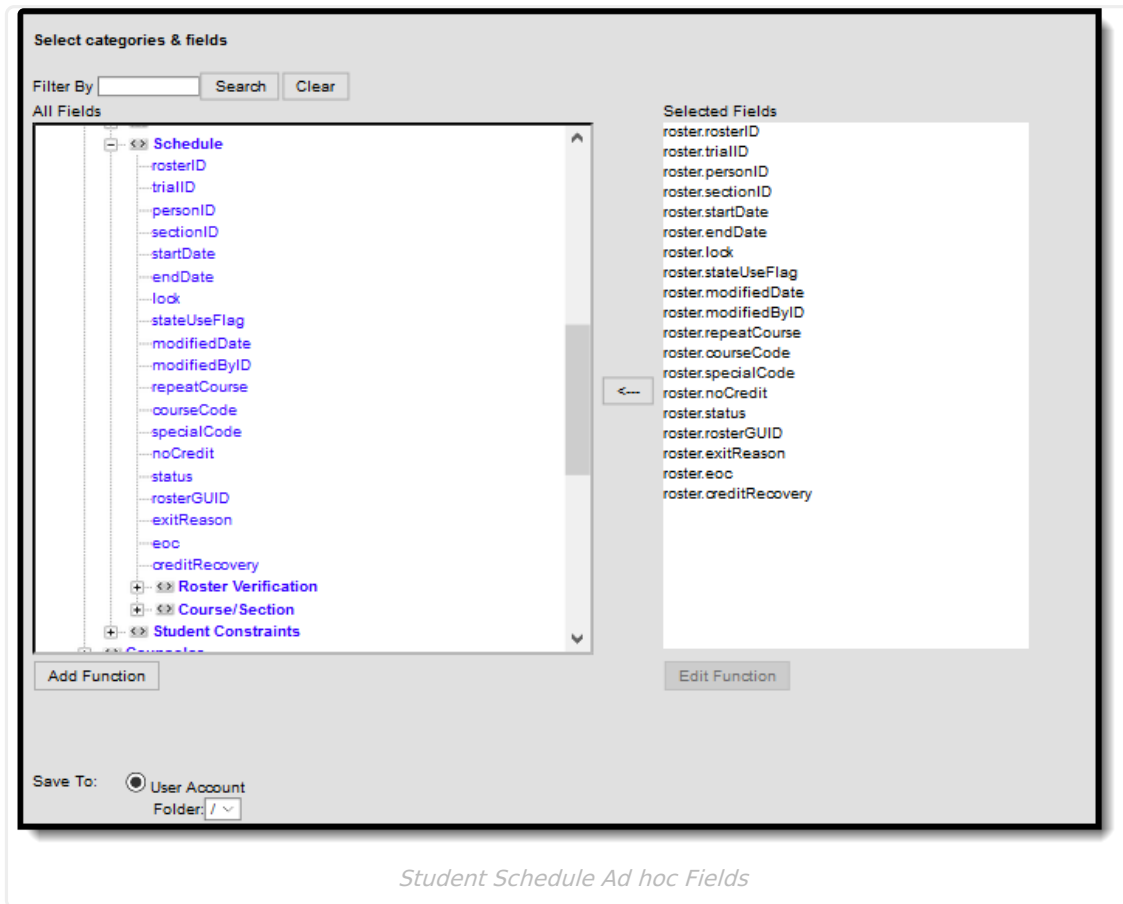 Select categories & fields
Filter By
Search
Clear
All Fields
Schedule
rosterID
trialID
personID
sectionID
startDate
endDate
lock
stateUseFlag
modifiedDate
modifiedByID
repeatCourse
courseCode
specialCode
noCredit
status
rosterGUID
exitReason
eoc
creditRecovery
Roster Verification
Course/Section
Student Constraints
Add Function
<---
Selected Fields
roster.rosterID
roster.trialID
roster.personID
roster.sectionID
roster.startDate
roster.endDate
roster.lock
roster.stateUseFlag
roster.modifiedDate
roster.modifiedByID
roster.repeatCourse
roster.courseCode
roster.specialCode
roster.noCredit
roster.status
roster.rosterGUID
roster.exitReason
roster.eoc
roster.creditRecovery
Edit Function
Save To:
User Account
Folder: /
Student Schedule Ad hoc Fields